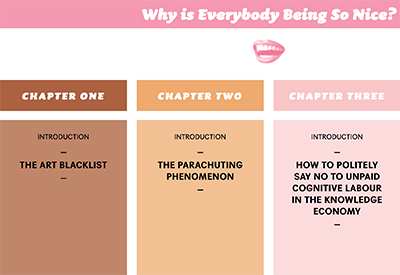 Why is Everybody Being So Nice?
CHAPTER ONE
CHAPTER TWO
CHAPTER THREE
INTRODUCTION
—
THE ART BLACKLIST
—
INTRODUCTION
—
THE PARACHUTING
PHENOMENON
—
INTRODUCTION
—
HOW TO POLITELY
SAY NO TO UNPAID
COGNITIVE LABOUR
IN THE KNOWLEDGE
ECONOMY
—